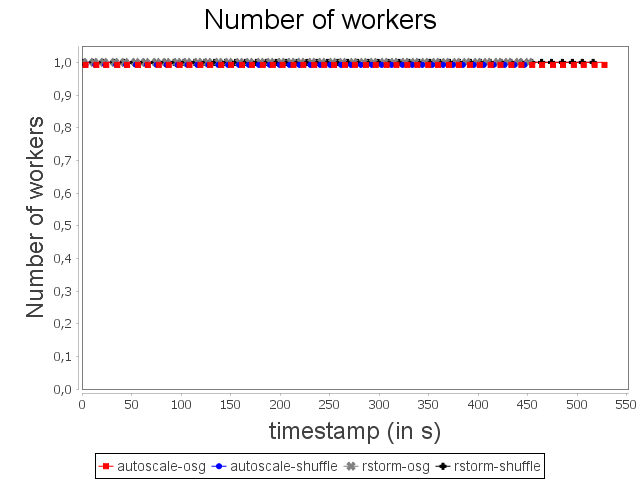 Number of workers
Number of workers
1,0
0,9
0,8
0,7
0,6
0,5
0,4
0,3
0,2
0,1
0,0
0 50 100 150 200 250 300 350 400 450 500 550
timestamp (in s)
autoscale-osg autoscale-shuffle rstorm-osg rstorm-shuffle